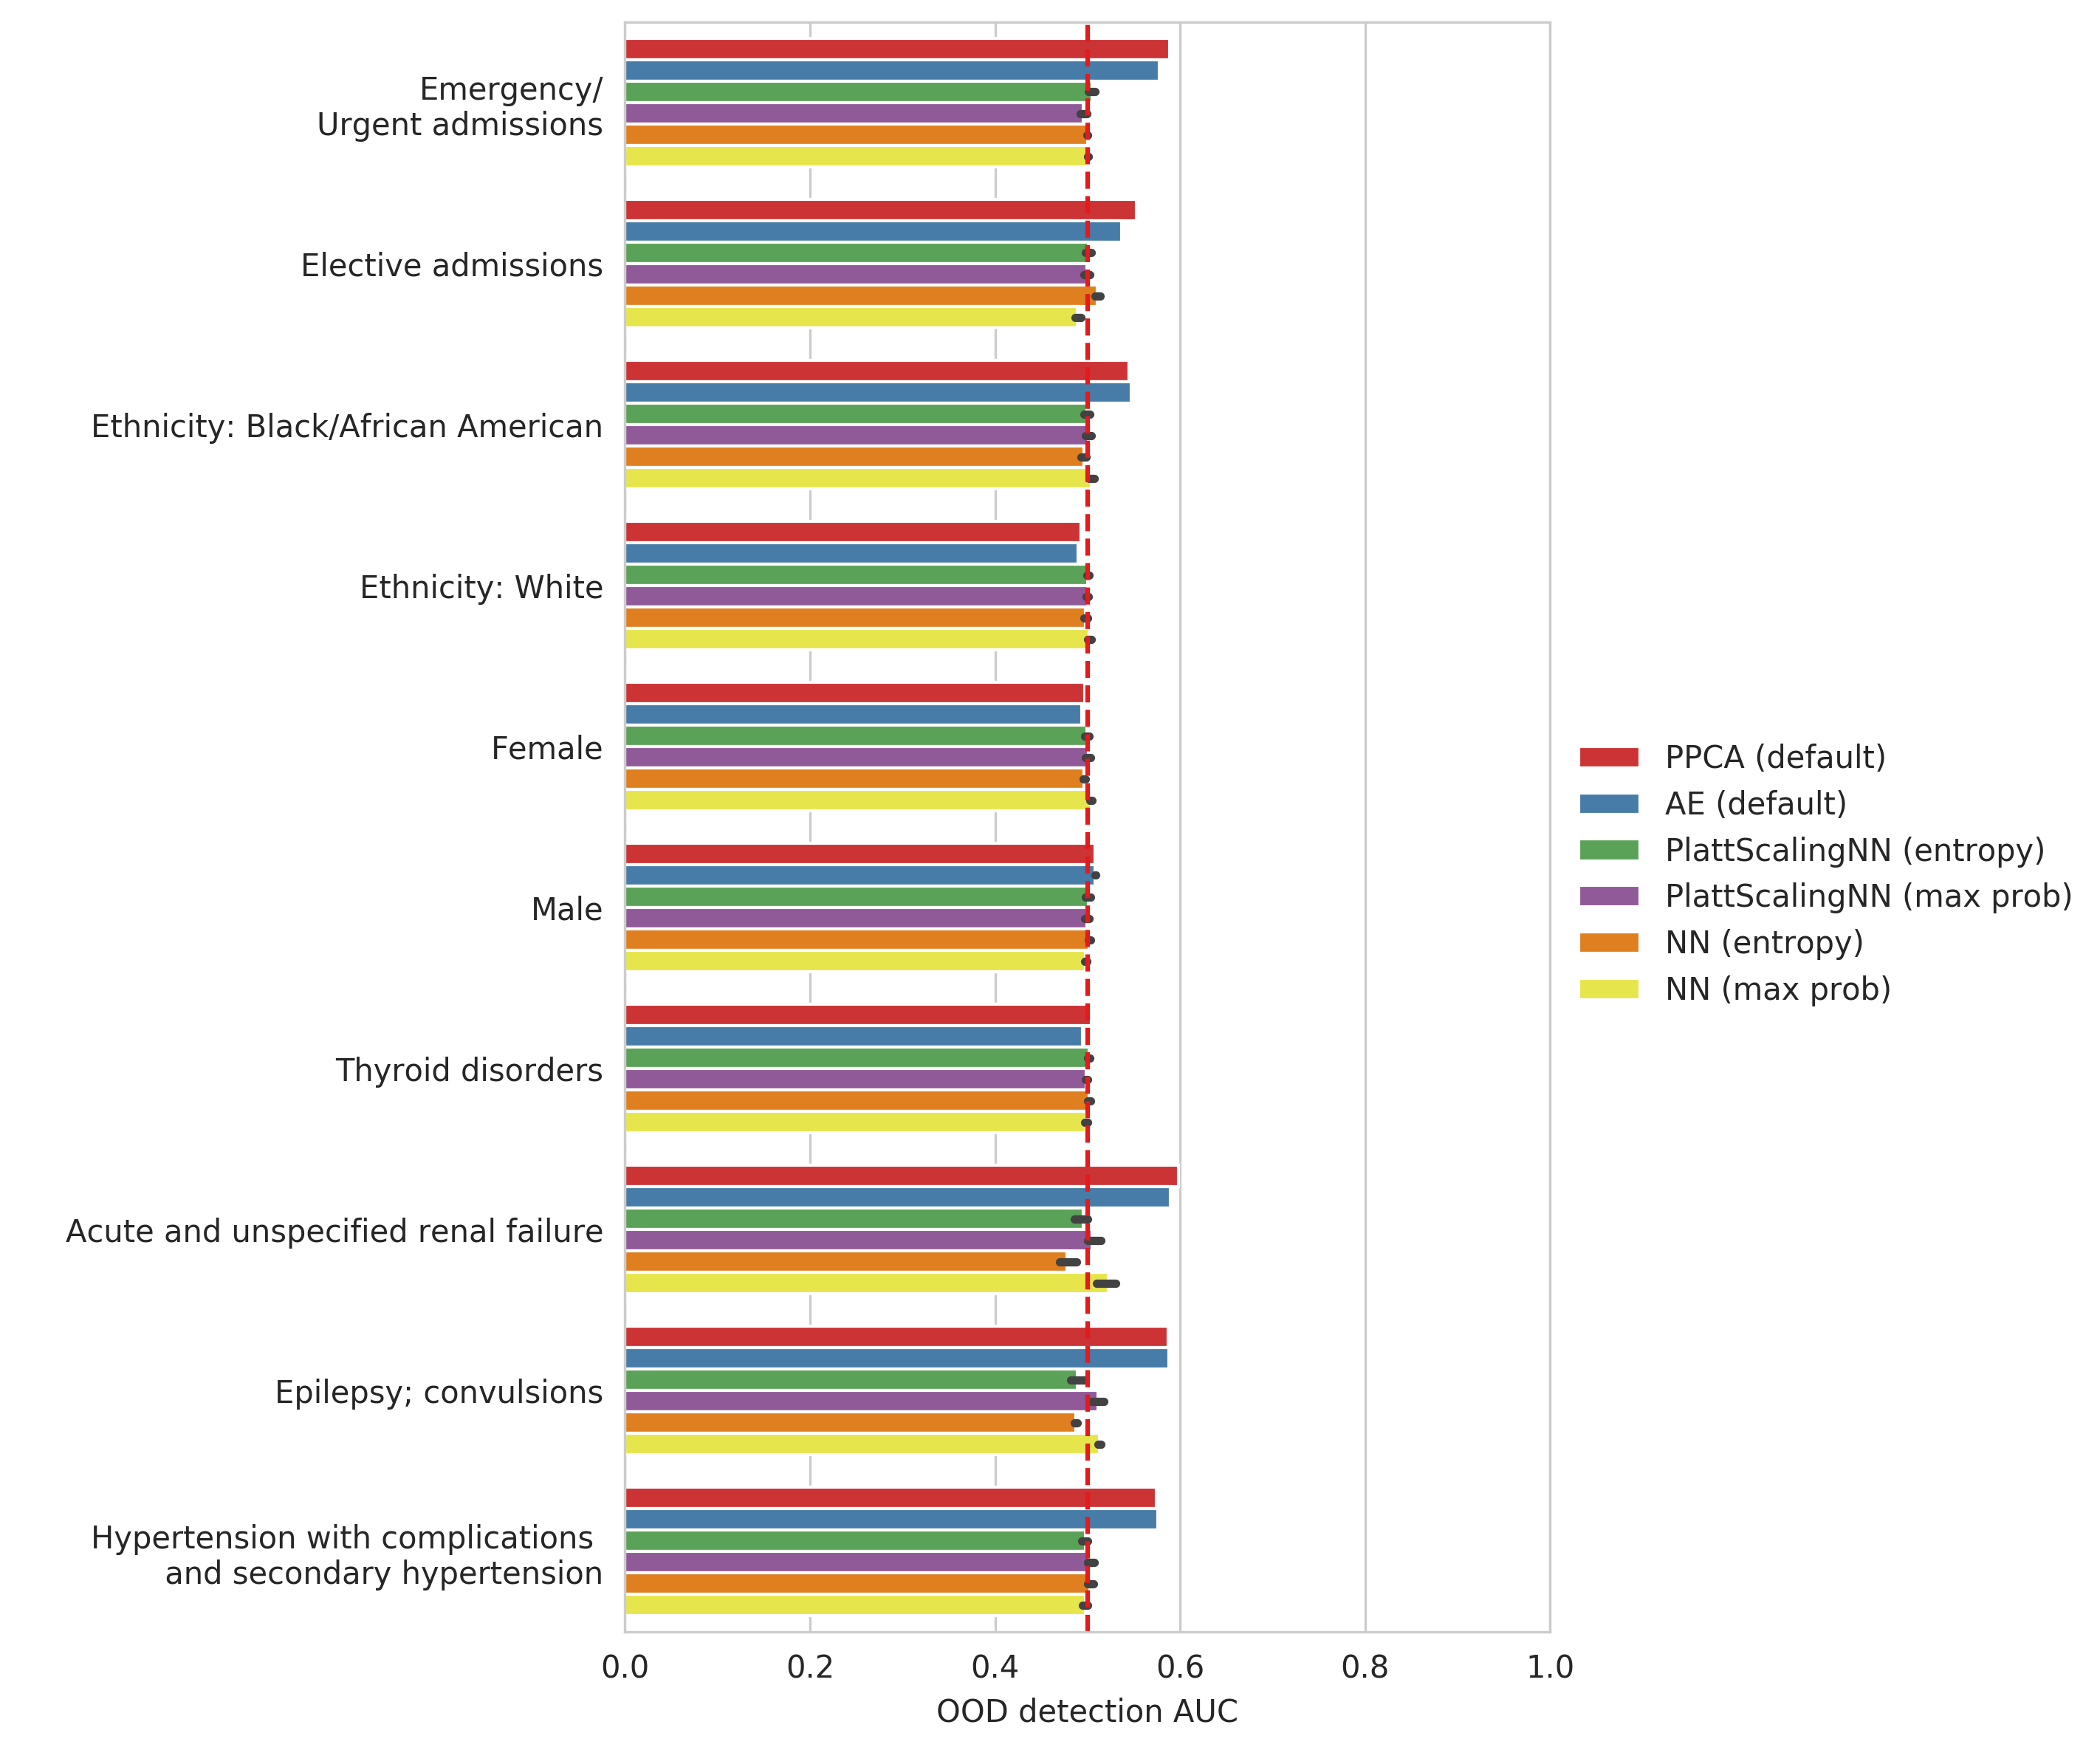 Emergency/
Urgent admissions
Elective admissions
Ethnicity: Black/African American
Ethnicity: White
Female
Male
Thyroid disorders
Acute and unspecified renal failure
Epilepsy; convulsions
Hypertension with complications
and secondary hypertension
PPCA (default)
AE (default)
PlattScalingNN (entropy)
PlattScalingNN (max prob)
NN (entropy)
NN (max prob)
0.0 0.2 0.4 0.6 0.8 1.0
OOD detection AUC